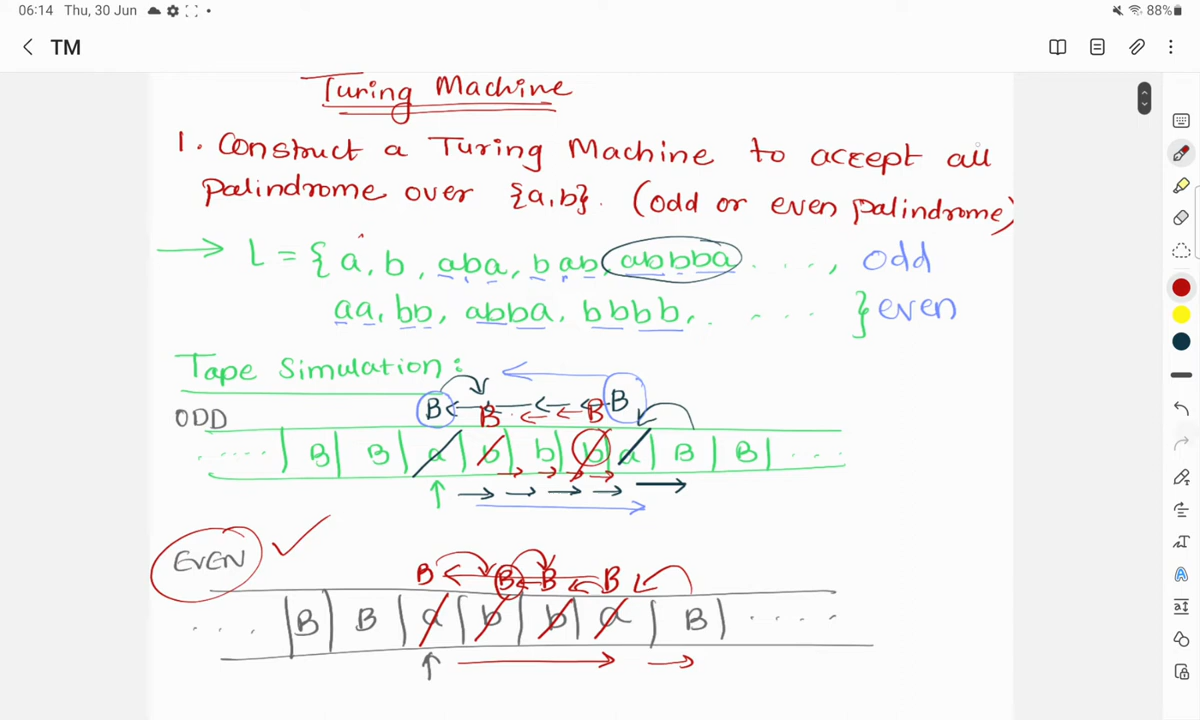 06:14 Thu, 30 Jun 88%
TM
Turing Machine
1. Construct a Turing Machine to accept all
palindrome over {a,b}. (odd or even palindrome)
→ L = {a, b, aba, bab, abbba ...., odd
aa, bb, abba, bbbb, . .... } even
Tape Simulation:
B B B B
ODD
..... | B | B | a | b | b | b | a | B | B | ....
EVEN
B B B B
.... | B | B | a | b | b | a | B | .....